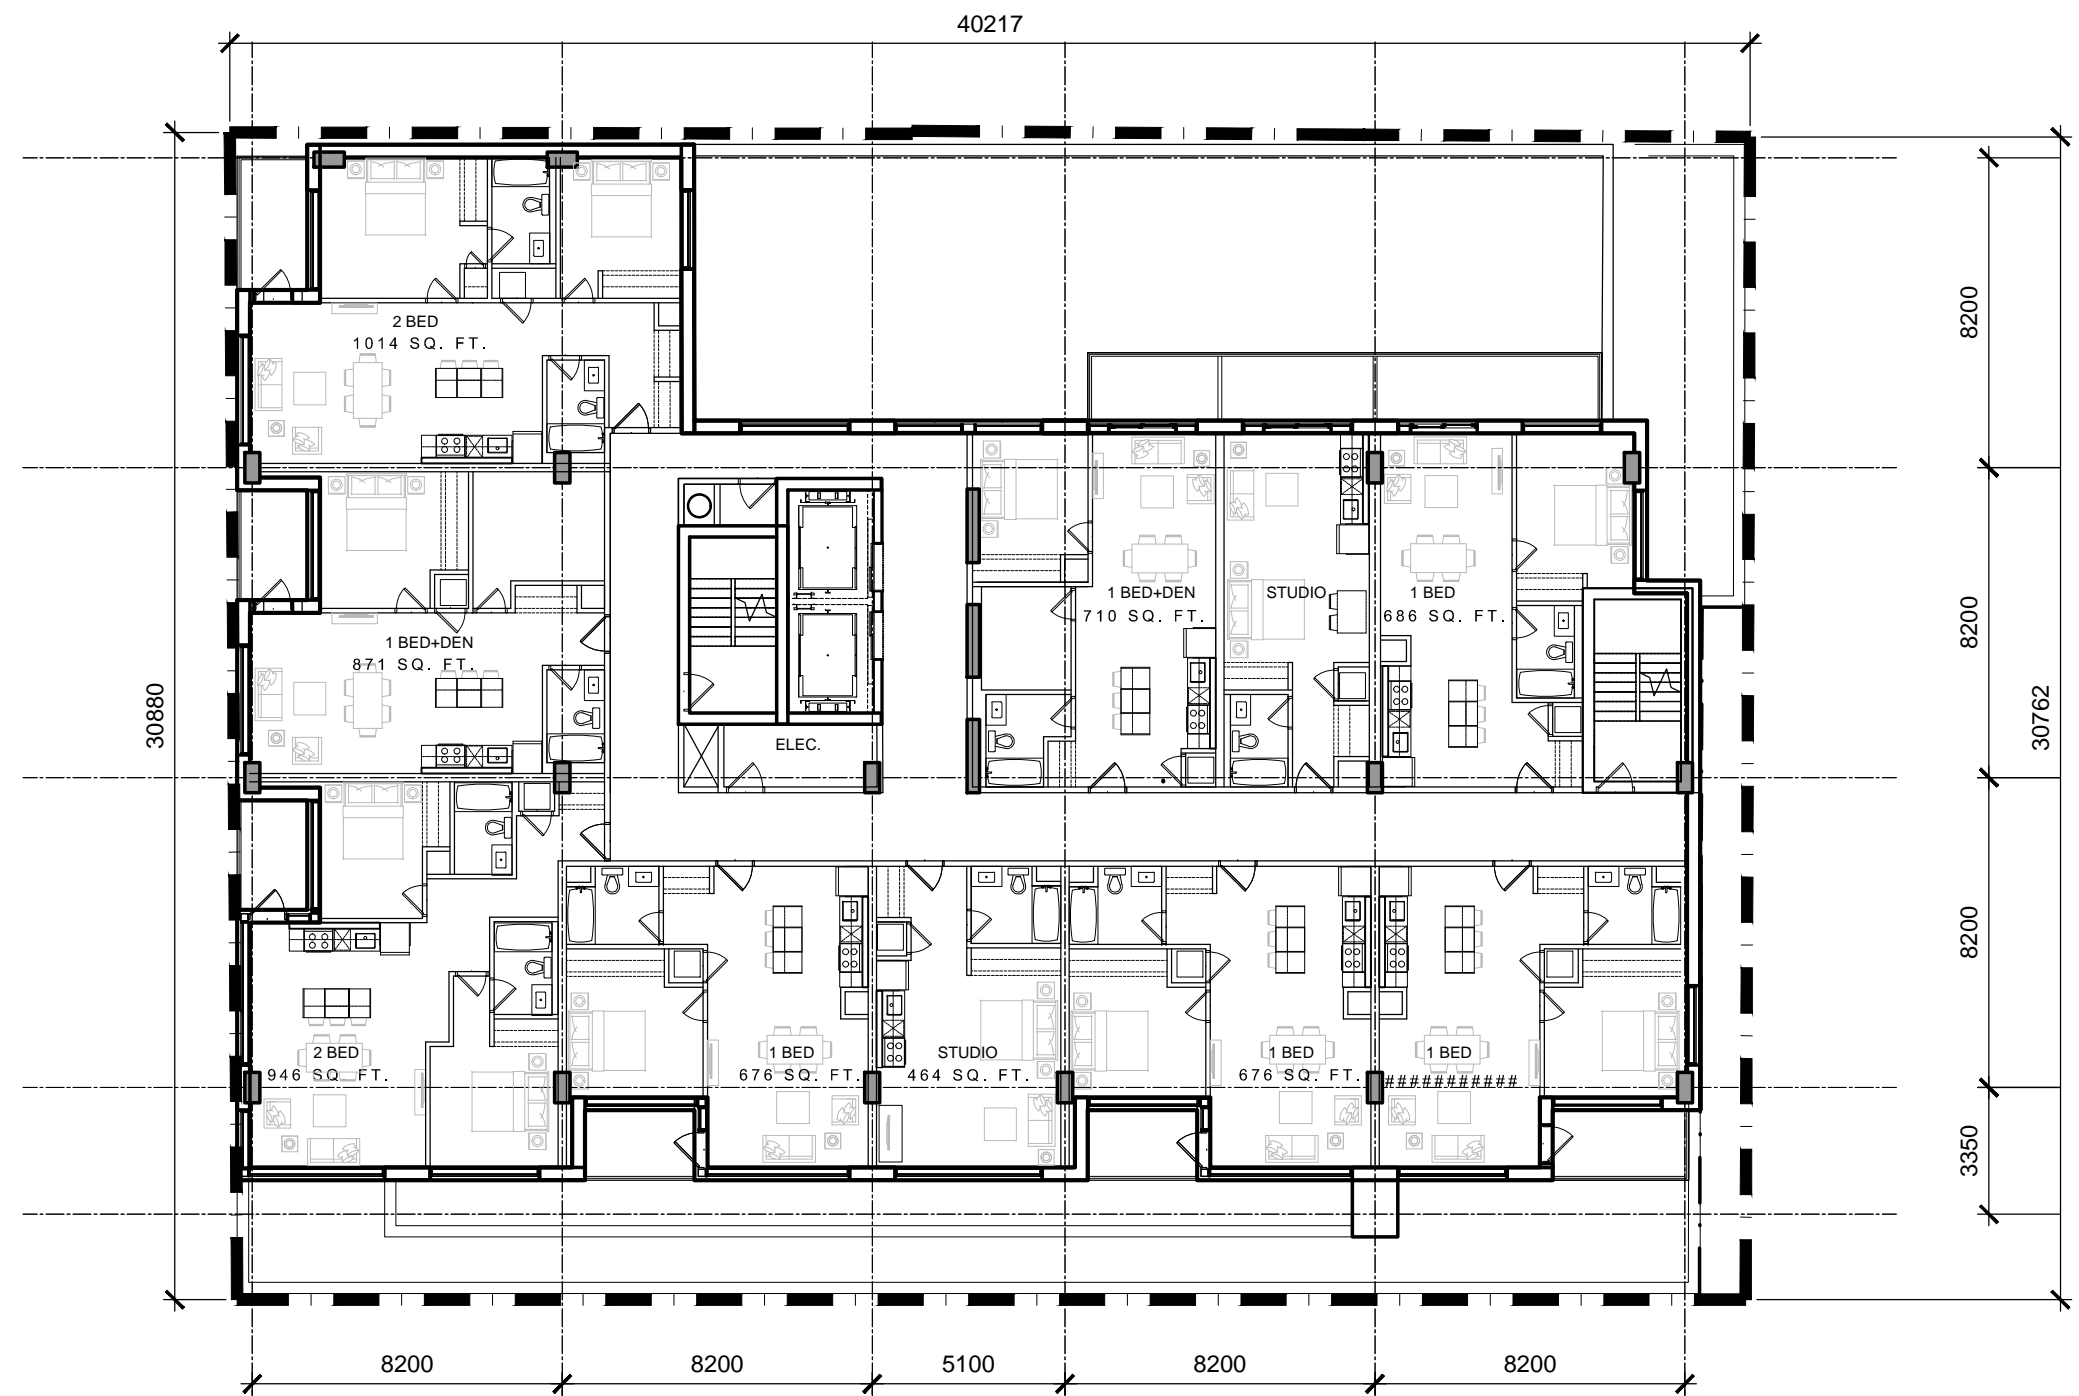 40217
2 BED
1014 SQ. FT.
8200
1 BED+DEN
710 SQ. FT.
STUDIO
1 BED
686 SQ. FT.
8200
1 BED+DEN
871 SQ. FT.
30880
30762
ELEC.
8200
2 BED
946 SQ. FT.
1 BED
676 SQ. FT.
STUDIO
464 SQ. FT.
1 BED
676 SQ. FT.
1 BED
###########
3350
8200
8200
5100
8200
8200